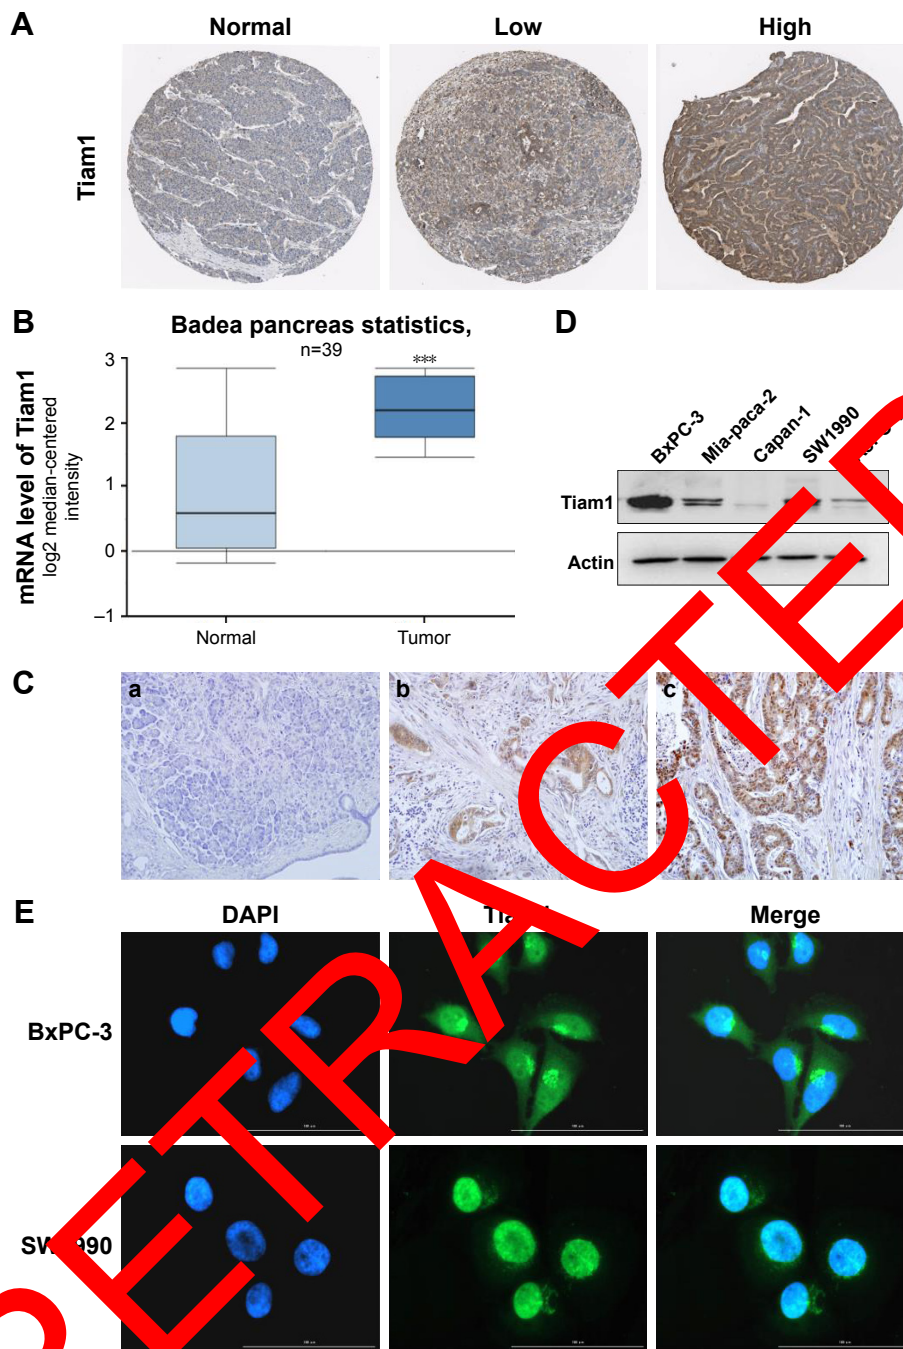 A
Normal
Low
High
Tiam1
B
Badea pancreas statistics,
n=39
***
mRNA level of Tiam1
log2 median-centered
intensity
3
2
1
0
–1
Normal
Tumor
D
BxPC-3
Mia-paca-2
Capan-1
SW1990
Tiam1
Actin
C
a
b
c
E
DAPI
Merge
BxPC-3
RETRACTED